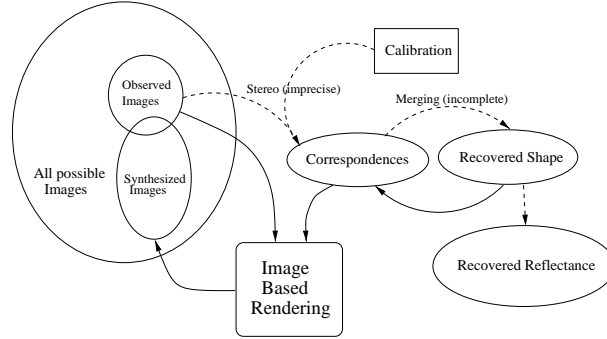 Calibration
Observed
Images
Stereo (imprecise)
Merging (incomplete)
Correspondences
Recovered Shape
All possible
Images
Synthesized
Images
Recovered Reflectance
Image
Based
Rendering